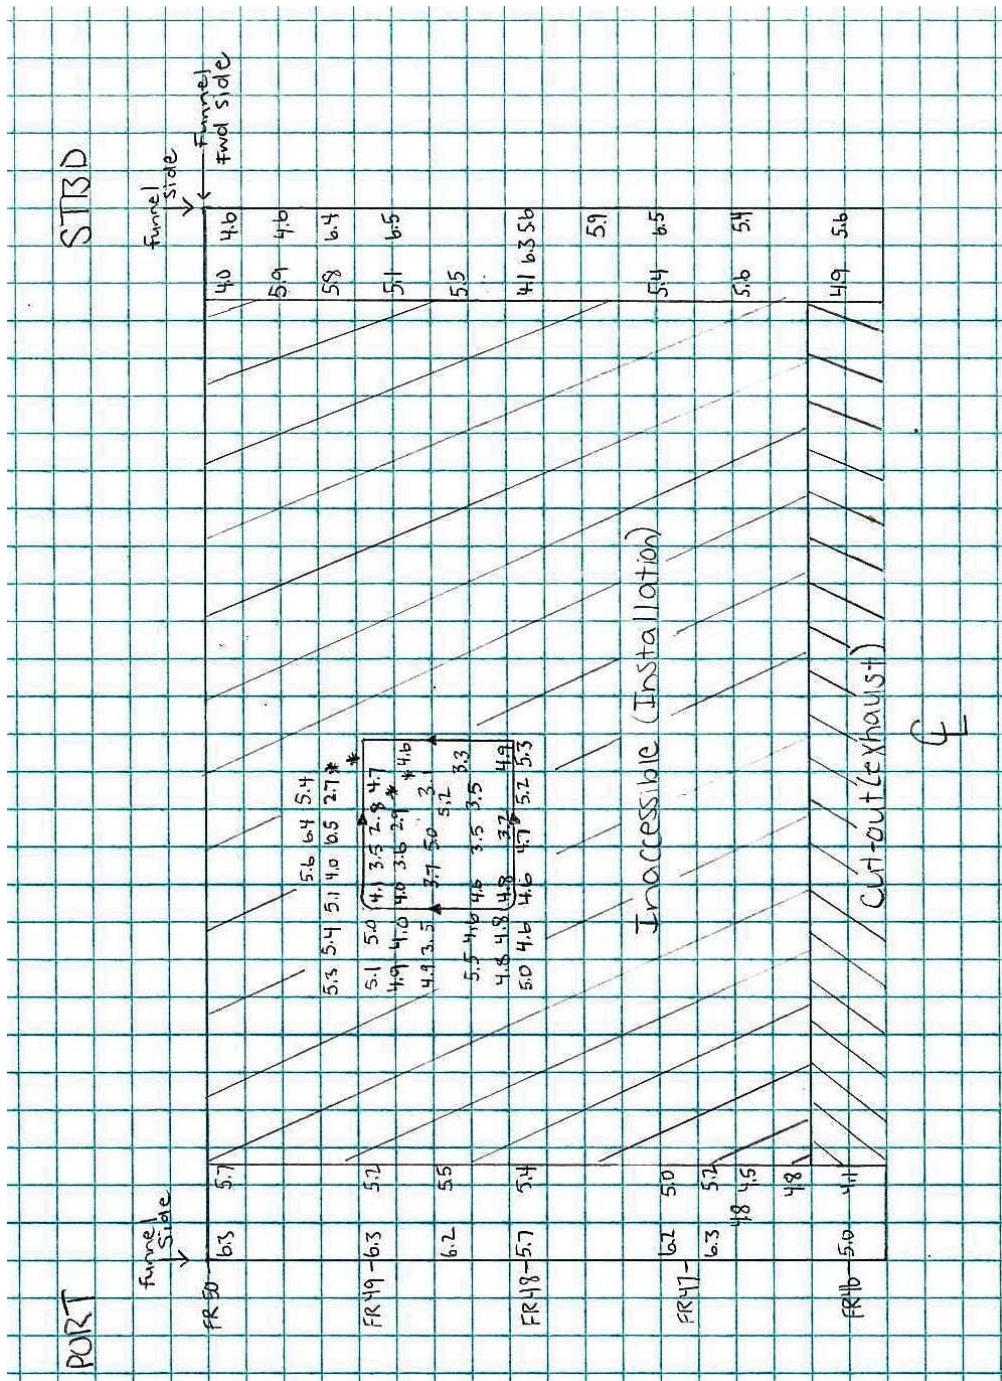 PORT STBD
Funnel side Funnel side
Funnel fwd side
FR50 6.3 5.7 4.0 4.6
5.9 4.6
5.6 6.4 5.4
5.3 5.4 5.1 4.0 6.5 2.7* 5.8 6.4
*
FR49-6.3 5.2 5.1 5.0 4.1 3.5 2.8 4.7
4.9 4.0 4.0 3.6 2.9* *4.6 5.1 6.5
4.9 3.5 3.7 5.0 3.1
6.2 5.5 5.2 3.3 5.5
5.5 4.6 4.6 3.5 3.5
4.8 4.8 4.8 3.2 4.9
FR48-5.7 5.4 5.0 4.6 4.6 4.7 5.2 5.3 4.1 6.3 5.6
5.9
Inaccessible (Installation)
FR47- 6.2 5.0 5.4 6.5
6.3 5.2
4.8 4.5 5.6 5.4
4.8
FR46-5.0 4.1 4.9 5.6
Cut-out (exhaust)
℄